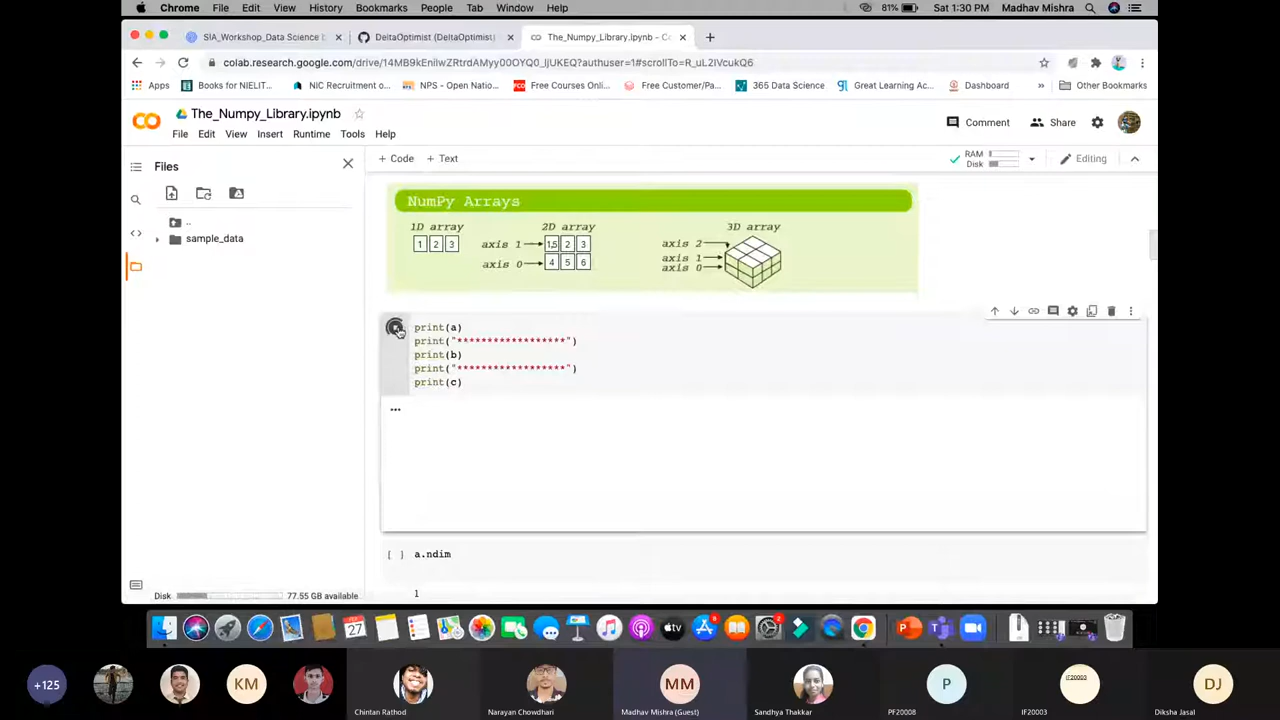 Chrome File Edit View History Bookmarks People Tab Window Help 81% Sat 1:30 PM Madhav Mishra
SIA_Workshop_Data Science I DeltaOptimist (DeltaOptimist) The_Numpy_Library.ipynb - Co
colab.research.google.com/drive/14MB9kEniiwZRtrdAMyy00OYQ0_ljUKEQ?authuser=1#scrollTo=R_uL2IVcukQ6
Apps Books for NIELIT... NIC Recruitment o... NPS - Open Natio... Free Courses Onli... Free Customer/Pa... 365 Data Science Great Learning Ac... Dashboard » Other Bookmarks
The_Numpy_Library.ipynb
Comment Share
File Edit View Insert Runtime Tools Help
Files
+ Code + Text
RAM
Disk
Editing
..
sample_data
NumPy Arrays
1D array 2D array 3D array
1 2 3 axis 1 1,5 2 3 axis 2
axis 0 4 5 6 axis 1
axis 0
print(a)
print("******************")
print(b)
print("******************")
print(c)
...
[ ] a.ndim
1
Disk 77.55 GB available
27
+125 KM MM P IF20003 DJ
Chintan Rathod Narayan Chowdhari Madhav Mishra (Guest) Sandhya Thakkar PF20008 IF20003 Diksha Jasal